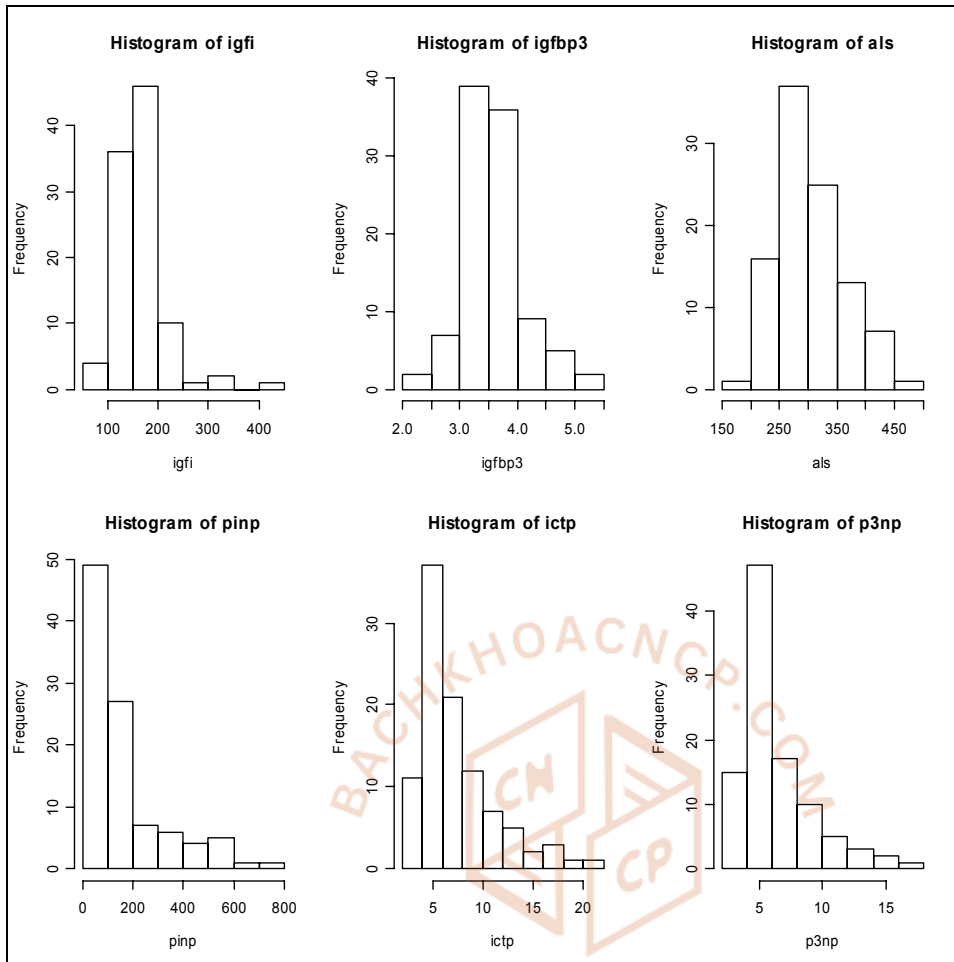 Histogram of igfi
Frequency
0 10 20 30 40
100 200 300 400
igfi
Histogram of igfbp3
Frequency
0 10 20 30 40
2.0 3.0 4.0 5.0
igfbp3
Histogram of als
Frequency
0 10 20 30
150 250 350 450
als
Histogram of pinp
Frequency
0 10 20 30 40 50
0 200 400 600 800
pinp
Histogram of ictp
Frequency
0 10 20 30
5 10 15 20
ictp
Histogram of p3np
Frequency
0 10 20 30 40
5 10 15
p3np
BACHKHOACNCP.COM
CN
CP